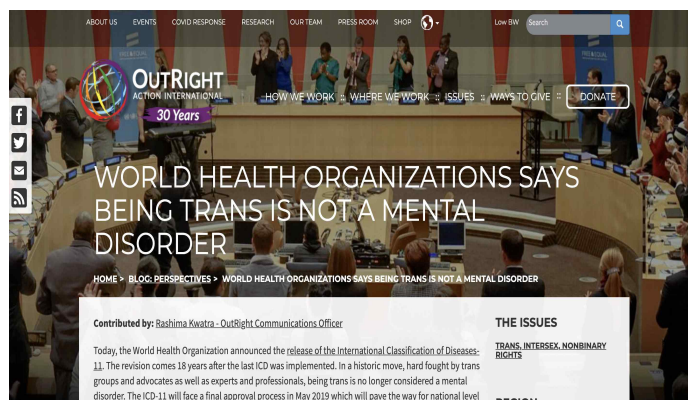 ABOUT US EVENTS COVID RESPONSE RESEARCH OUR TEAM PRESS ROOM SHOP Low BW Search
OUTRIGHT
ACTION INTERNATIONAL
30 Years
HOW WE WORK :: WHERE WE WORK :: ISSUES :: WAYS TO GIVE :: DONATE
WORLD HEALTH ORGANIZATIONS SAYS
BEING TRANS IS NOT A MENTAL
DISORDER
HOME > BLOG: PERSPECTIVES > WORLD HEALTH ORGANIZATIONS SAYS BEING TRANS IS NOT A MENTAL DISORDER
Contributed by: Rashima Kwatra - OutRight Communications Officer
Today, the World Health Organization announced the release of the International Classification of Diseases-
11. The revision comes 18 years after the last ICD was implemented. In a historic move, hard fought by trans
groups and advocates as well as experts and professionals, being trans is no longer considered a mental
disorder. The ICD-11 will face a final approval process in May 2019 which will pave the way for national level
THE ISSUES
TRANS, INTERSEX, NONBINARY
RIGHTS
REGION